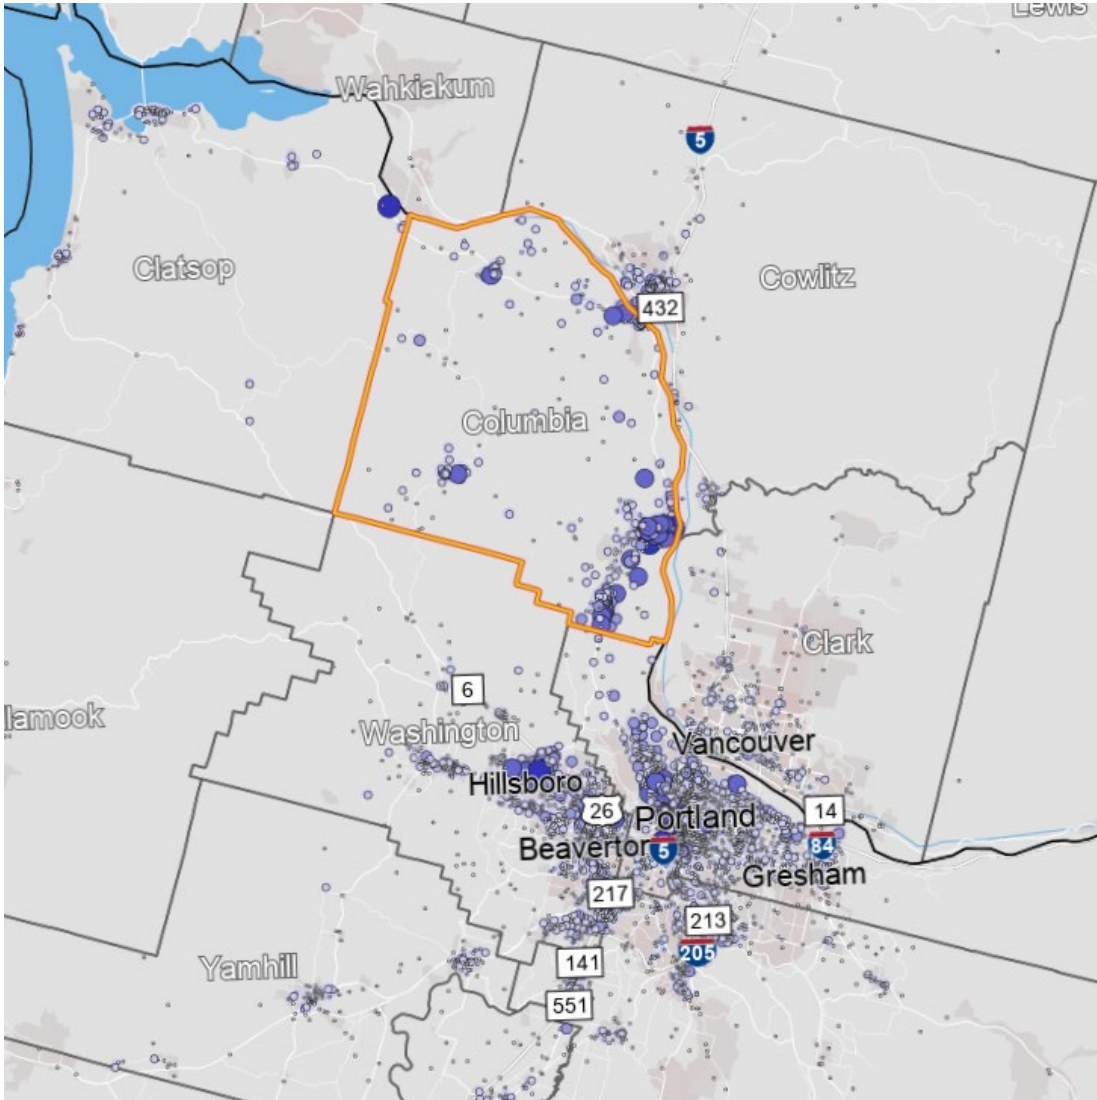 Lewis
Wahkiakum
5
Clatsop
Cowlitz
432
Columbia
Clark
6
lamook
Washington
Vancouver
Hillsboro
26
Portland
14
Beaverton
5
84
Gresham
217
213
205
141
Yamhill
551